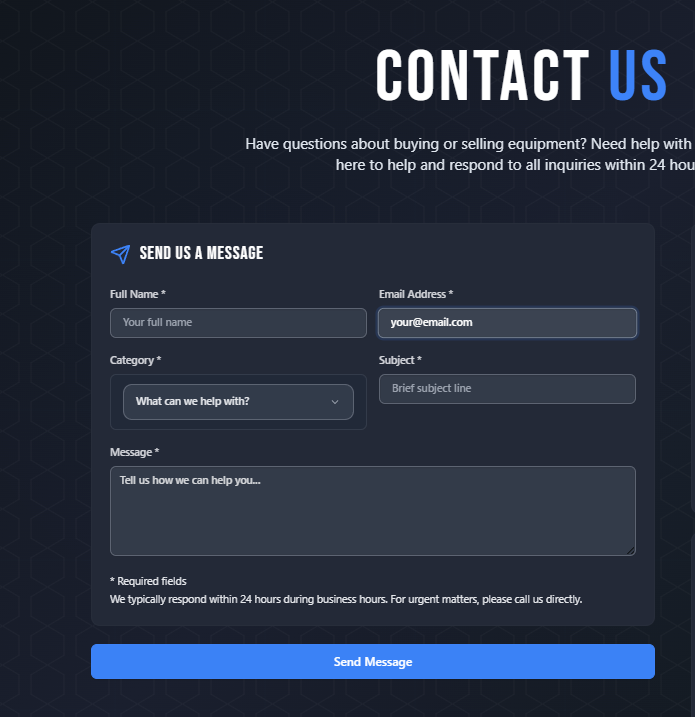 CONTACT US
Have questions about buying or selling equipment? Need help with
here to help and respond to all inquiries within 24 hou
SEND US A MESSAGE
Full Name *
Email Address *
Your full name
your@email.com
Category *
Subject *
What can we help with?
Brief subject line
Message *
Tell us how we can help you...
* Required fields
We typically respond within 24 hours during business hours. For urgent matters, please call us directly.
Send Message